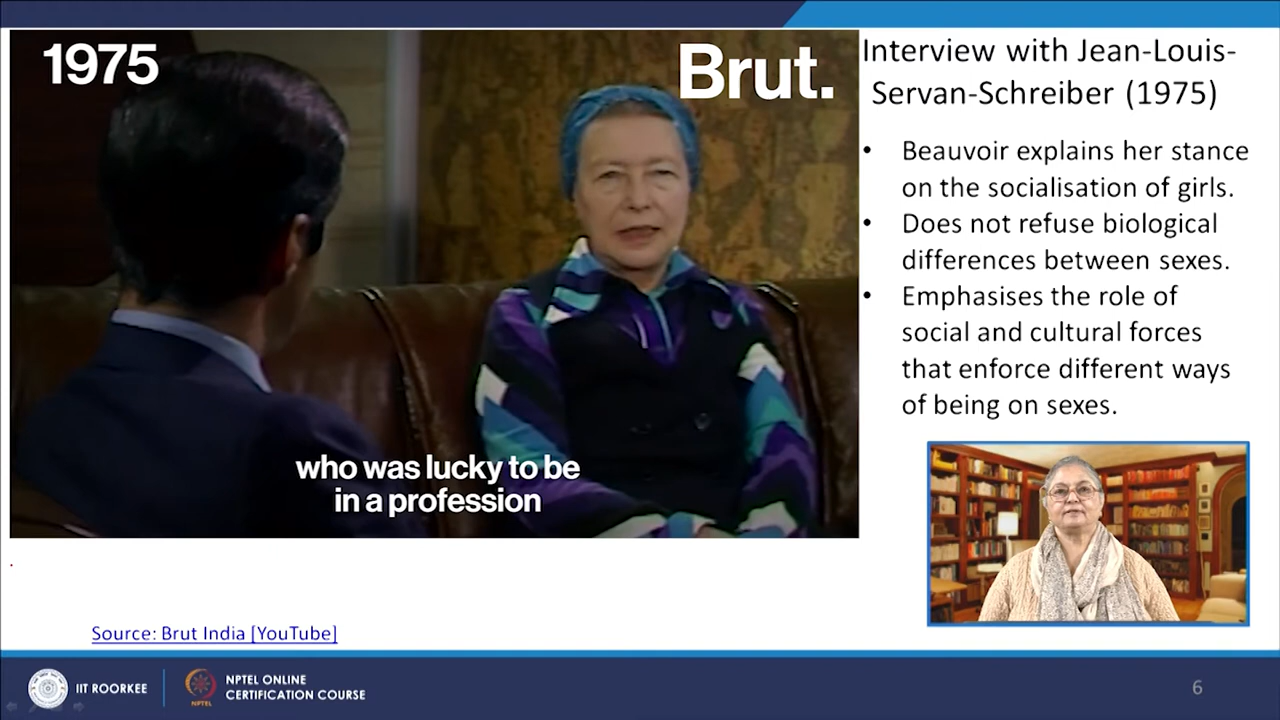 1975
Brut.
who was lucky to be
in a profession
Interview with Jean-Louis-
Servan-Schreiber (1975)
• Beauvoir explains her stance
on the socialisation of girls.
• Does not refuse biological
differences between sexes.
• Emphasises the role of
social and cultural forces
that enforce different ways
of being on sexes.
Source: Brut India [YouTube]
IIT ROORKEE
NPTEL
NPTEL ONLINE
CERTIFICATION COURSE
6